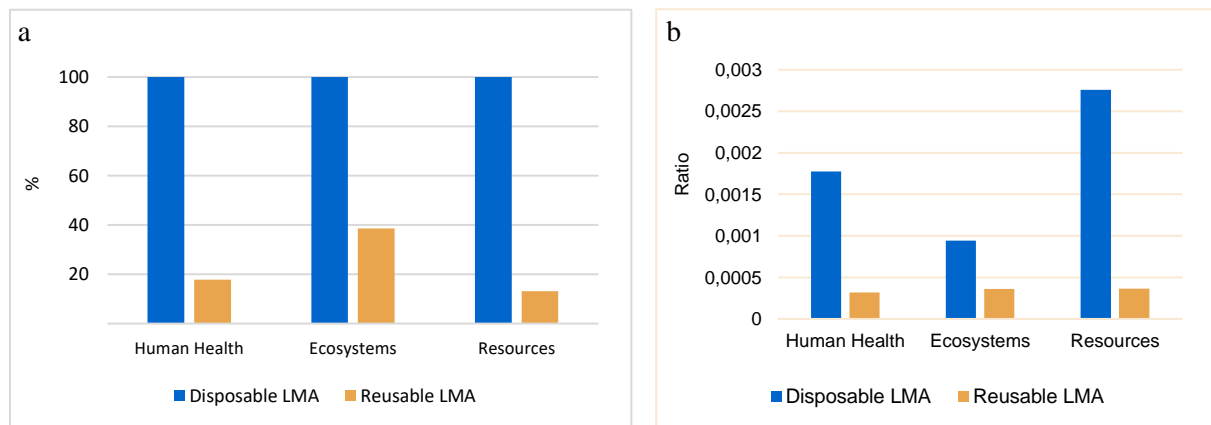 a
100
80
60
40
20
%
Human Health Ecosystems Resources
Disposable LMA Reusable LMA
b
0,003
0,0025
0,002
0,0015
0,001
0,0005
0
Ratio
Human Health Ecosystems Resources
Disposable LMA Reusable LMA